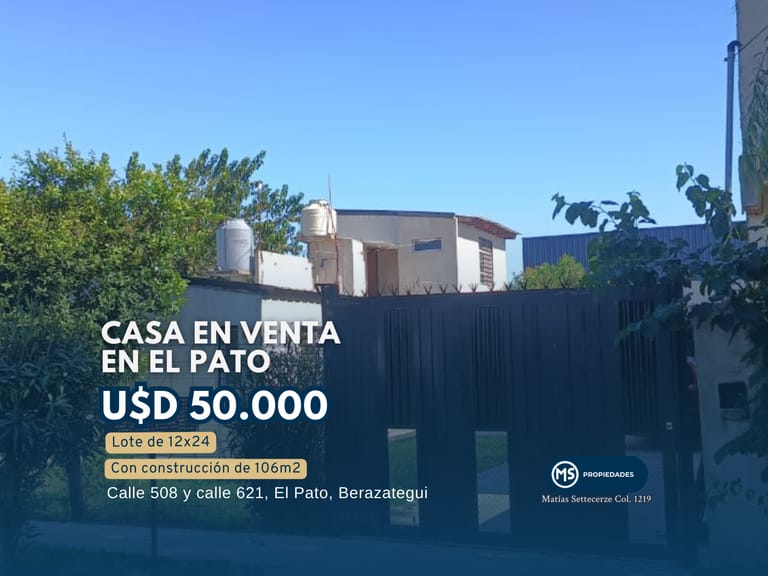 CASA EN VENTA
EN EL PATO
U$D 50.000
Lote de 12x24
Con construcción de 106m2
Calle 508 y calle 621, El Pato, Berazategui
MS PROPIEDADES
Matías Settecerze Col. 1219